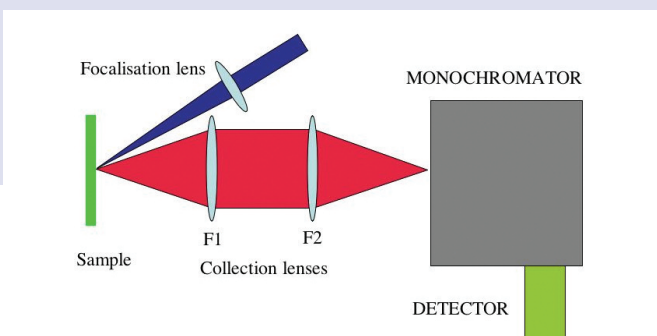 Focalisation lens
MONOCHROMATOR
F1
F2
Sample
Collection lenses
DETECTOR